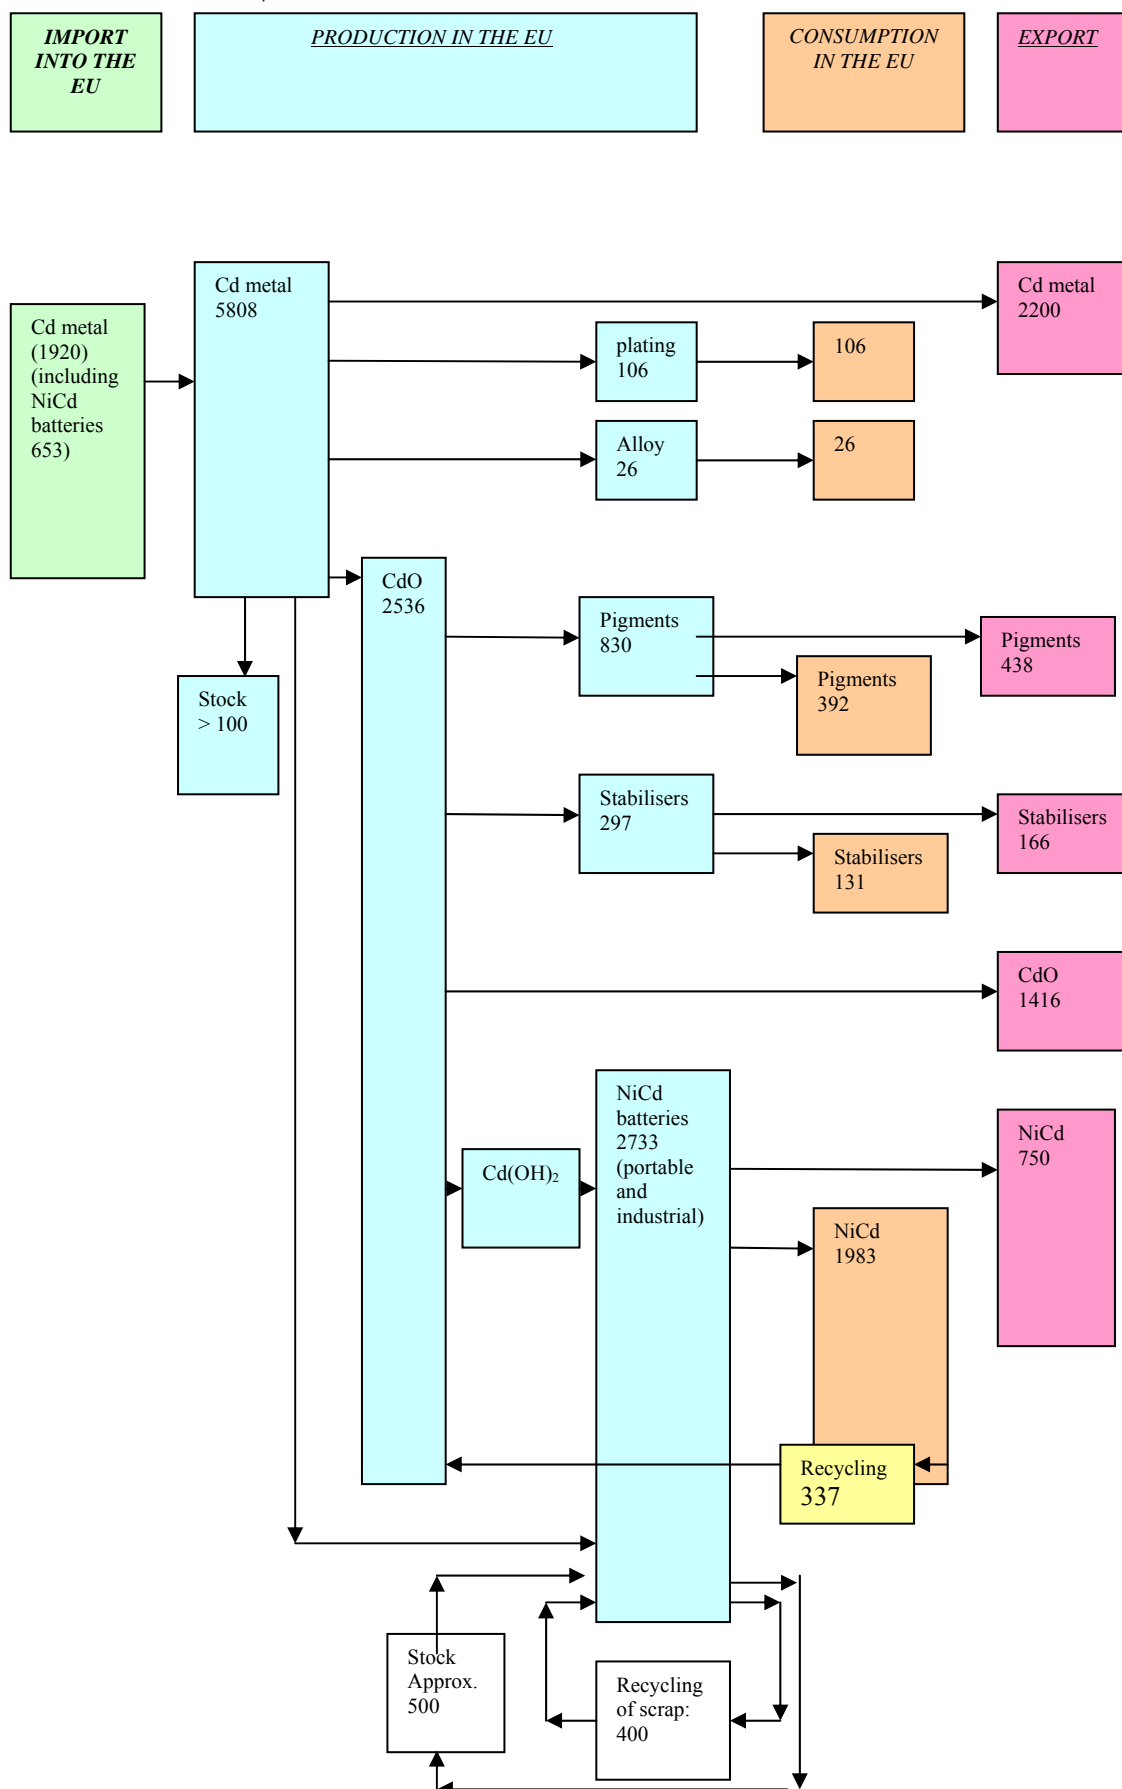 IMPORT
INTO THE
EU
PRODUCTION IN THE EU
CONSUMPTION
IN THE EU
EXPORT
Cd metal
(1920)
(including
NiCd
batteries
653)
Cd metal
5808
Cd metal
2200
plating
106
106
Alloy
26
26
CdO
2536
Stock
> 100
Pigments
830
Pigments
438
Pigments
392
Stabilisers
297
Stabilisers
166
Stabilisers
131
CdO
1416
NiCd
batteries
2733
(portable
and
industrial)
NiCd
750
Cd(OH)₂
NiCd
1983
Recycling
337
Stock
Approx.
500
Recycling
of scrap:
400